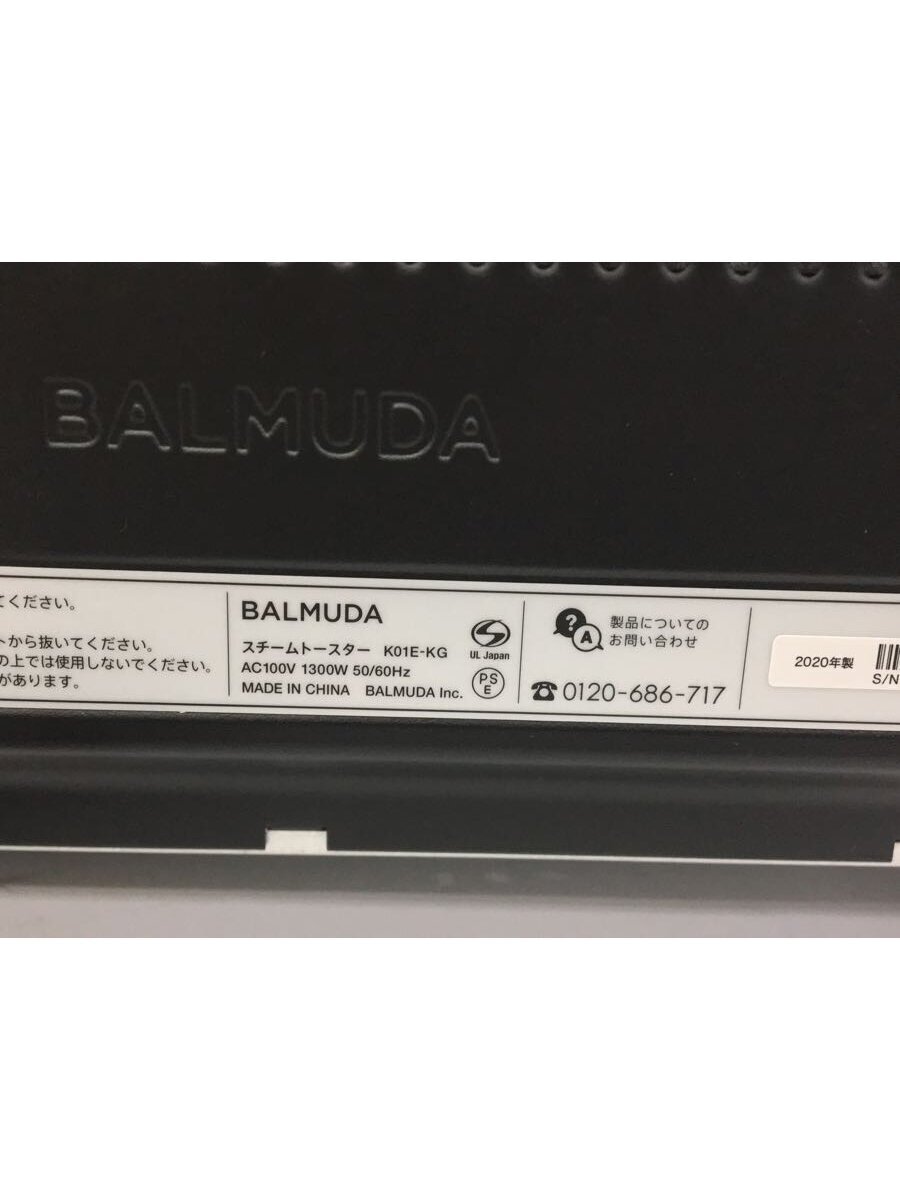 BALMUDA
てください。
トから抜いてください。
の上では使用しないでください。
があります。
BALMUDA
スチームトースター K01E-KG
AC100V 1300W 50/60Hz
MADE IN CHINA BALMUDA Inc.
S
UL Japan
PS
E
?
A
製品についての
お問い合わせ
0120-686-717
2020年製
S/N